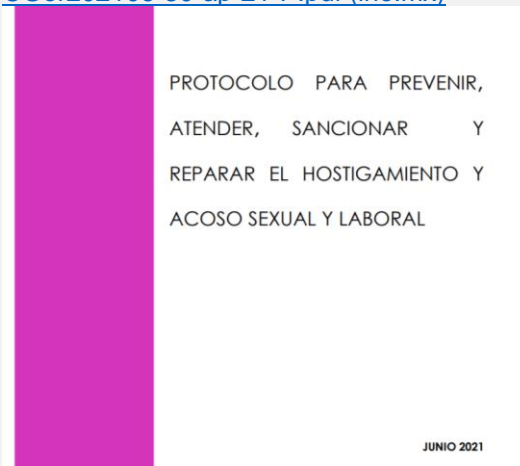 PROTOCOLO PARA PREVENIR,
ATENDER, SANCIONAR Y
REPARAR EL HOSTIGAMIENTO Y
ACOSO SEXUAL Y LABORAL
JUNIO 2021